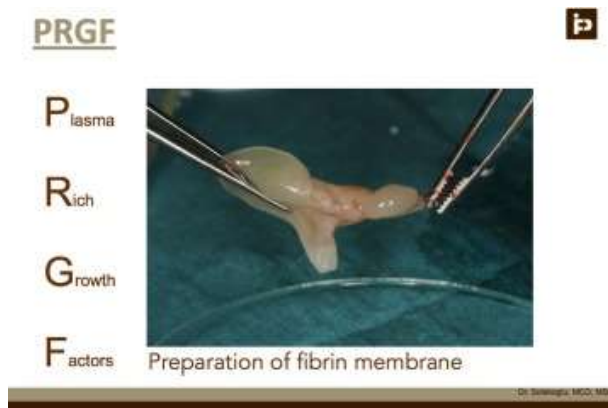 PRGF
Plasma
Rich
Growth
Factors
Preparation of fibrin membrane